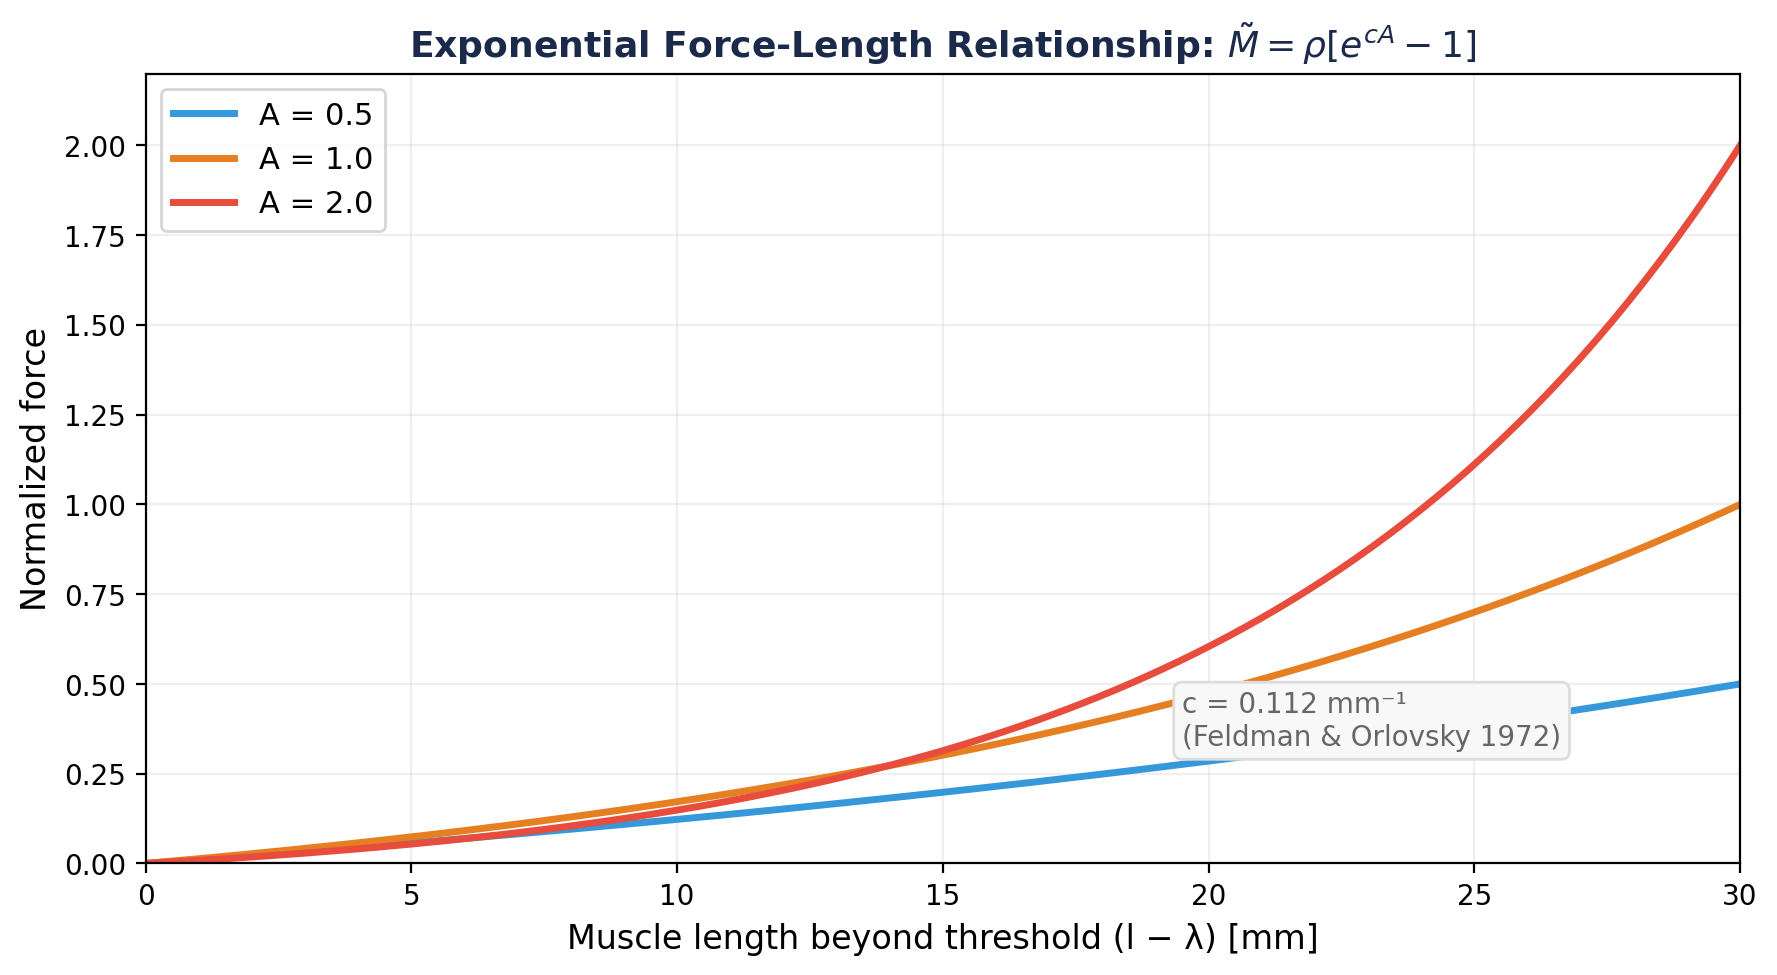 Exponential Force-Length Relationship: M̃ = ρ[e^{cA} − 1]
A = 0.5
A = 1.0
A = 2.0
Normalized force
2.00
1.75
1.50
1.25
1.00
0.75
0.50
0.25
0.00
c = 0.112 mm⁻¹
(Feldman & Orlovsky 1972)
0 5 10 15 20 25 30
Muscle length beyond threshold (l − λ) [mm]